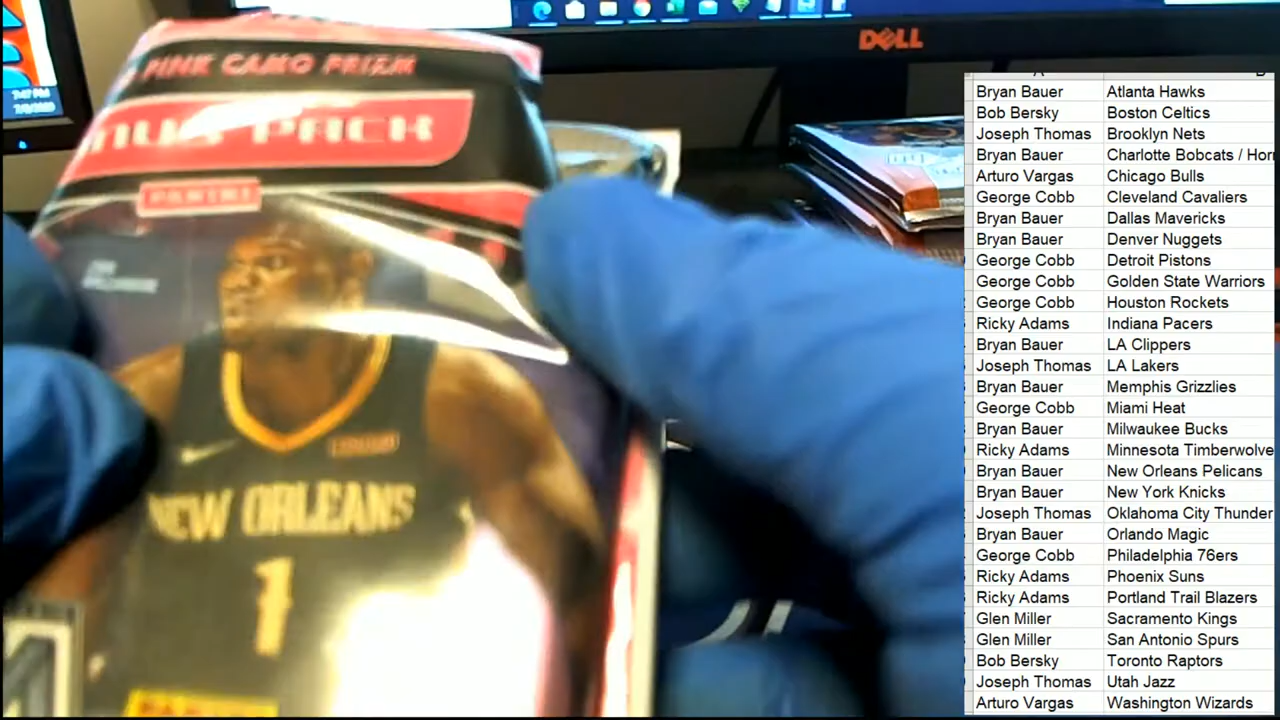 PINK CAMO PRIZM
PACK
PANINI
NEW ORLEANS
1
DELL
7:47 PM
Bryan Bauer Atlanta Hawks
Bob Bersky Boston Celtics
Joseph Thomas Brooklyn Nets
Bryan Bauer Charlotte Bobcats / Horn
Arturo Vargas Chicago Bulls
George Cobb Cleveland Cavaliers
Bryan Bauer Dallas Mavericks
Bryan Bauer Denver Nuggets
George Cobb Detroit Pistons
George Cobb Golden State Warriors
George Cobb Houston Rockets
Ricky Adams Indiana Pacers
Bryan Bauer LA Clippers
Joseph Thomas LA Lakers
Bryan Bauer Memphis Grizzlies
George Cobb Miami Heat
Bryan Bauer Milwaukee Bucks
Ricky Adams Minnesota Timberwolve
Bryan Bauer New Orleans Pelicans
Bryan Bauer New York Knicks
Joseph Thomas Oklahoma City Thunder
Bryan Bauer Orlando Magic
George Cobb Philadelphia 76ers
Ricky Adams Phoenix Suns
Ricky Adams Portland Trail Blazers
Glen Miller Sacramento Kings
Glen Miller San Antonio Spurs
Bob Bersky Toronto Raptors
Joseph Thomas Utah Jazz
Arturo Vargas Washington Wizards